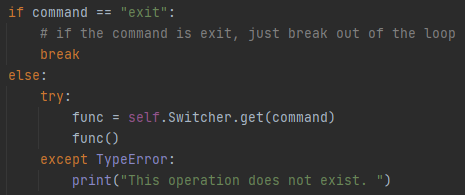 if command == "exit":
    # if the command is exit, just break out of the loop
    break
else:
    try:
        func = self.Switcher.get(command)
        func()
    except TypeError:
        print("This operation does not exist. ")